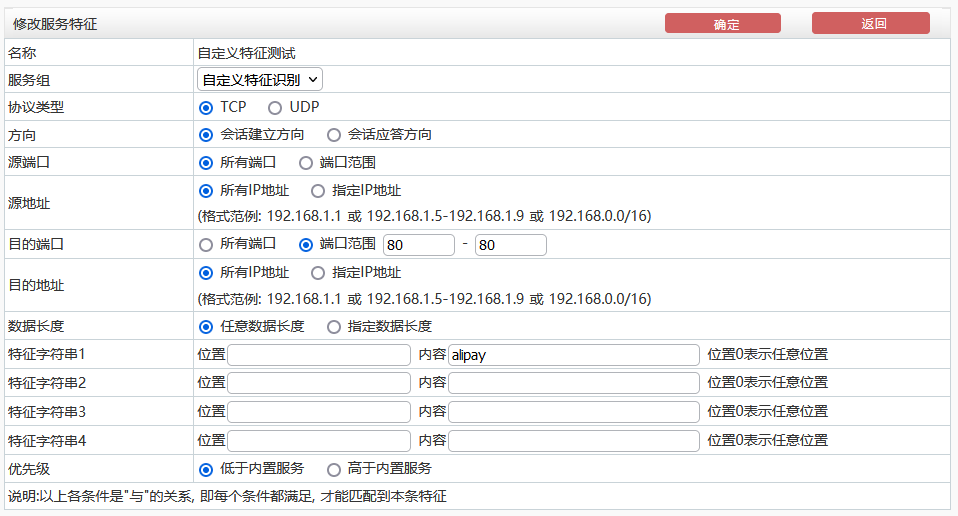 修改服务特征 确定 返回
名称 自定义特征测试
服务组 自定义特征识别
协议类型 TCP UDP
方向 会话建立方向 会话应答方向
源端口 所有端口 端口范围
源地址 所有IP地址 指定IP地址
(格式范例: 192.168.1.1 或 192.168.1.5-192.168.1.9 或 192.168.0.0/16)
目的端口 所有端口 端口范围 80 - 80
目的地址 所有IP地址 指定IP地址
(格式范例: 192.168.1.1 或 192.168.1.5-192.168.1.9 或 192.168.0.0/16)
数据长度 任意数据长度 指定数据长度
特征字符串1 位置 内容 alipay 位置0表示任意位置
特征字符串2 位置 内容 位置0表示任意位置
特征字符串3 位置 内容 位置0表示任意位置
特征字符串4 位置 内容 位置0表示任意位置
优先级 低于内置服务 高于内置服务
说明:以上各条件是"与"的关系, 即每个条件都满足, 才能匹配到本条特征